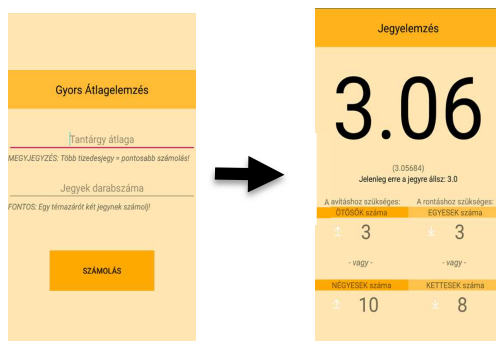 Gyors Átlagelemzés
Tantárgy átlaga
MEGYJEGYZÉS: Több tizedesjegy = pontosabb számolás!
Jegyek darabszáma
FONTOS: Egy témazárót két jegynek számolj!
SZÁMOLÁS
Jegyelemzés
3.06
(3.05684)
Jelenleg erre a jegyre állsz: 3.0
A avításhoz szükséges: A rontáshoz szükséges:
ÖTÖSÖK száma EGYESEK száma
3 3
- vagy - - vagy -
NÉGYESEK száma KETTESEK száma
10 8